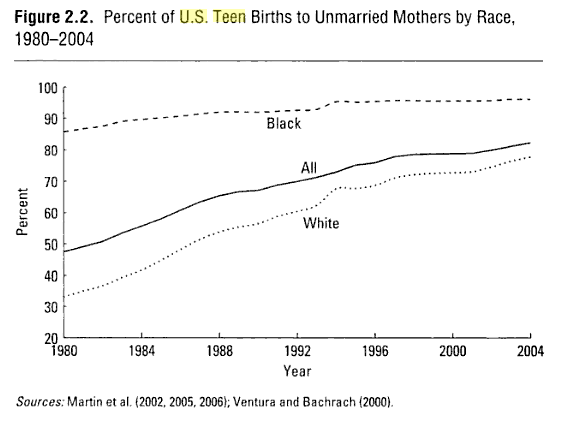 Figure 2.2. Percent of U.S. Teen Births to Unmarried Mothers by Race,
1980–2004
100
90
Black
80
All
70
Percent
60
White
50
40
30
20
1980 1984 1988 1992 1996 2000 2004
Year
Sources: Martin et al. (2002, 2005, 2006); Ventura and Bachrach (2000).